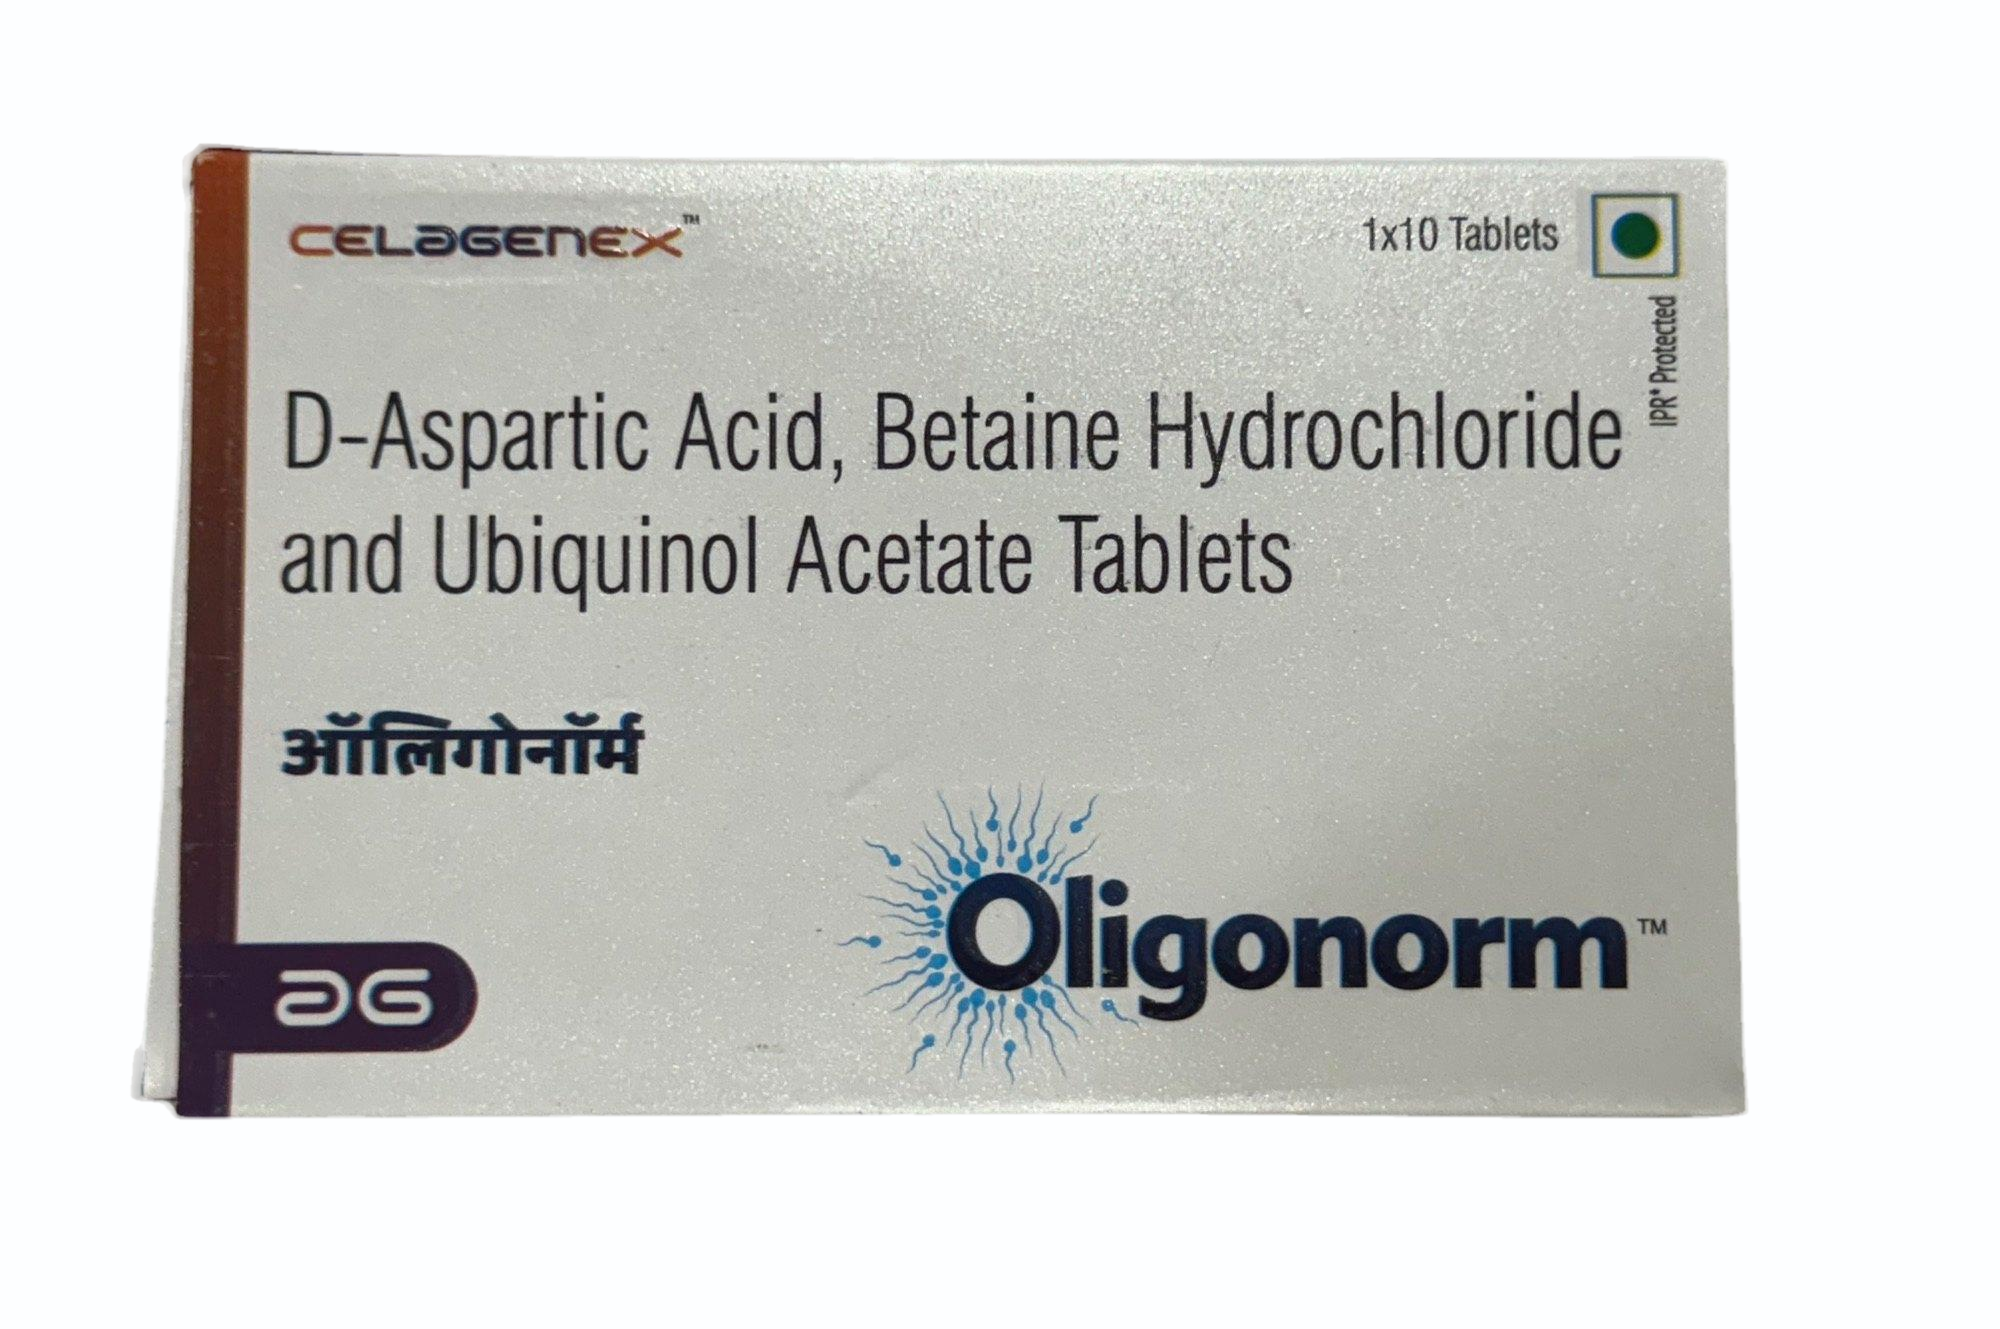 CELAGENEX™
1x10 Tablets
IPR* Protected
D-Aspartic Acid, Betaine Hydrochloride
and Ubiquinol Acetate Tablets
ऑलिगोनॉर्म
Oligonorm™
AG